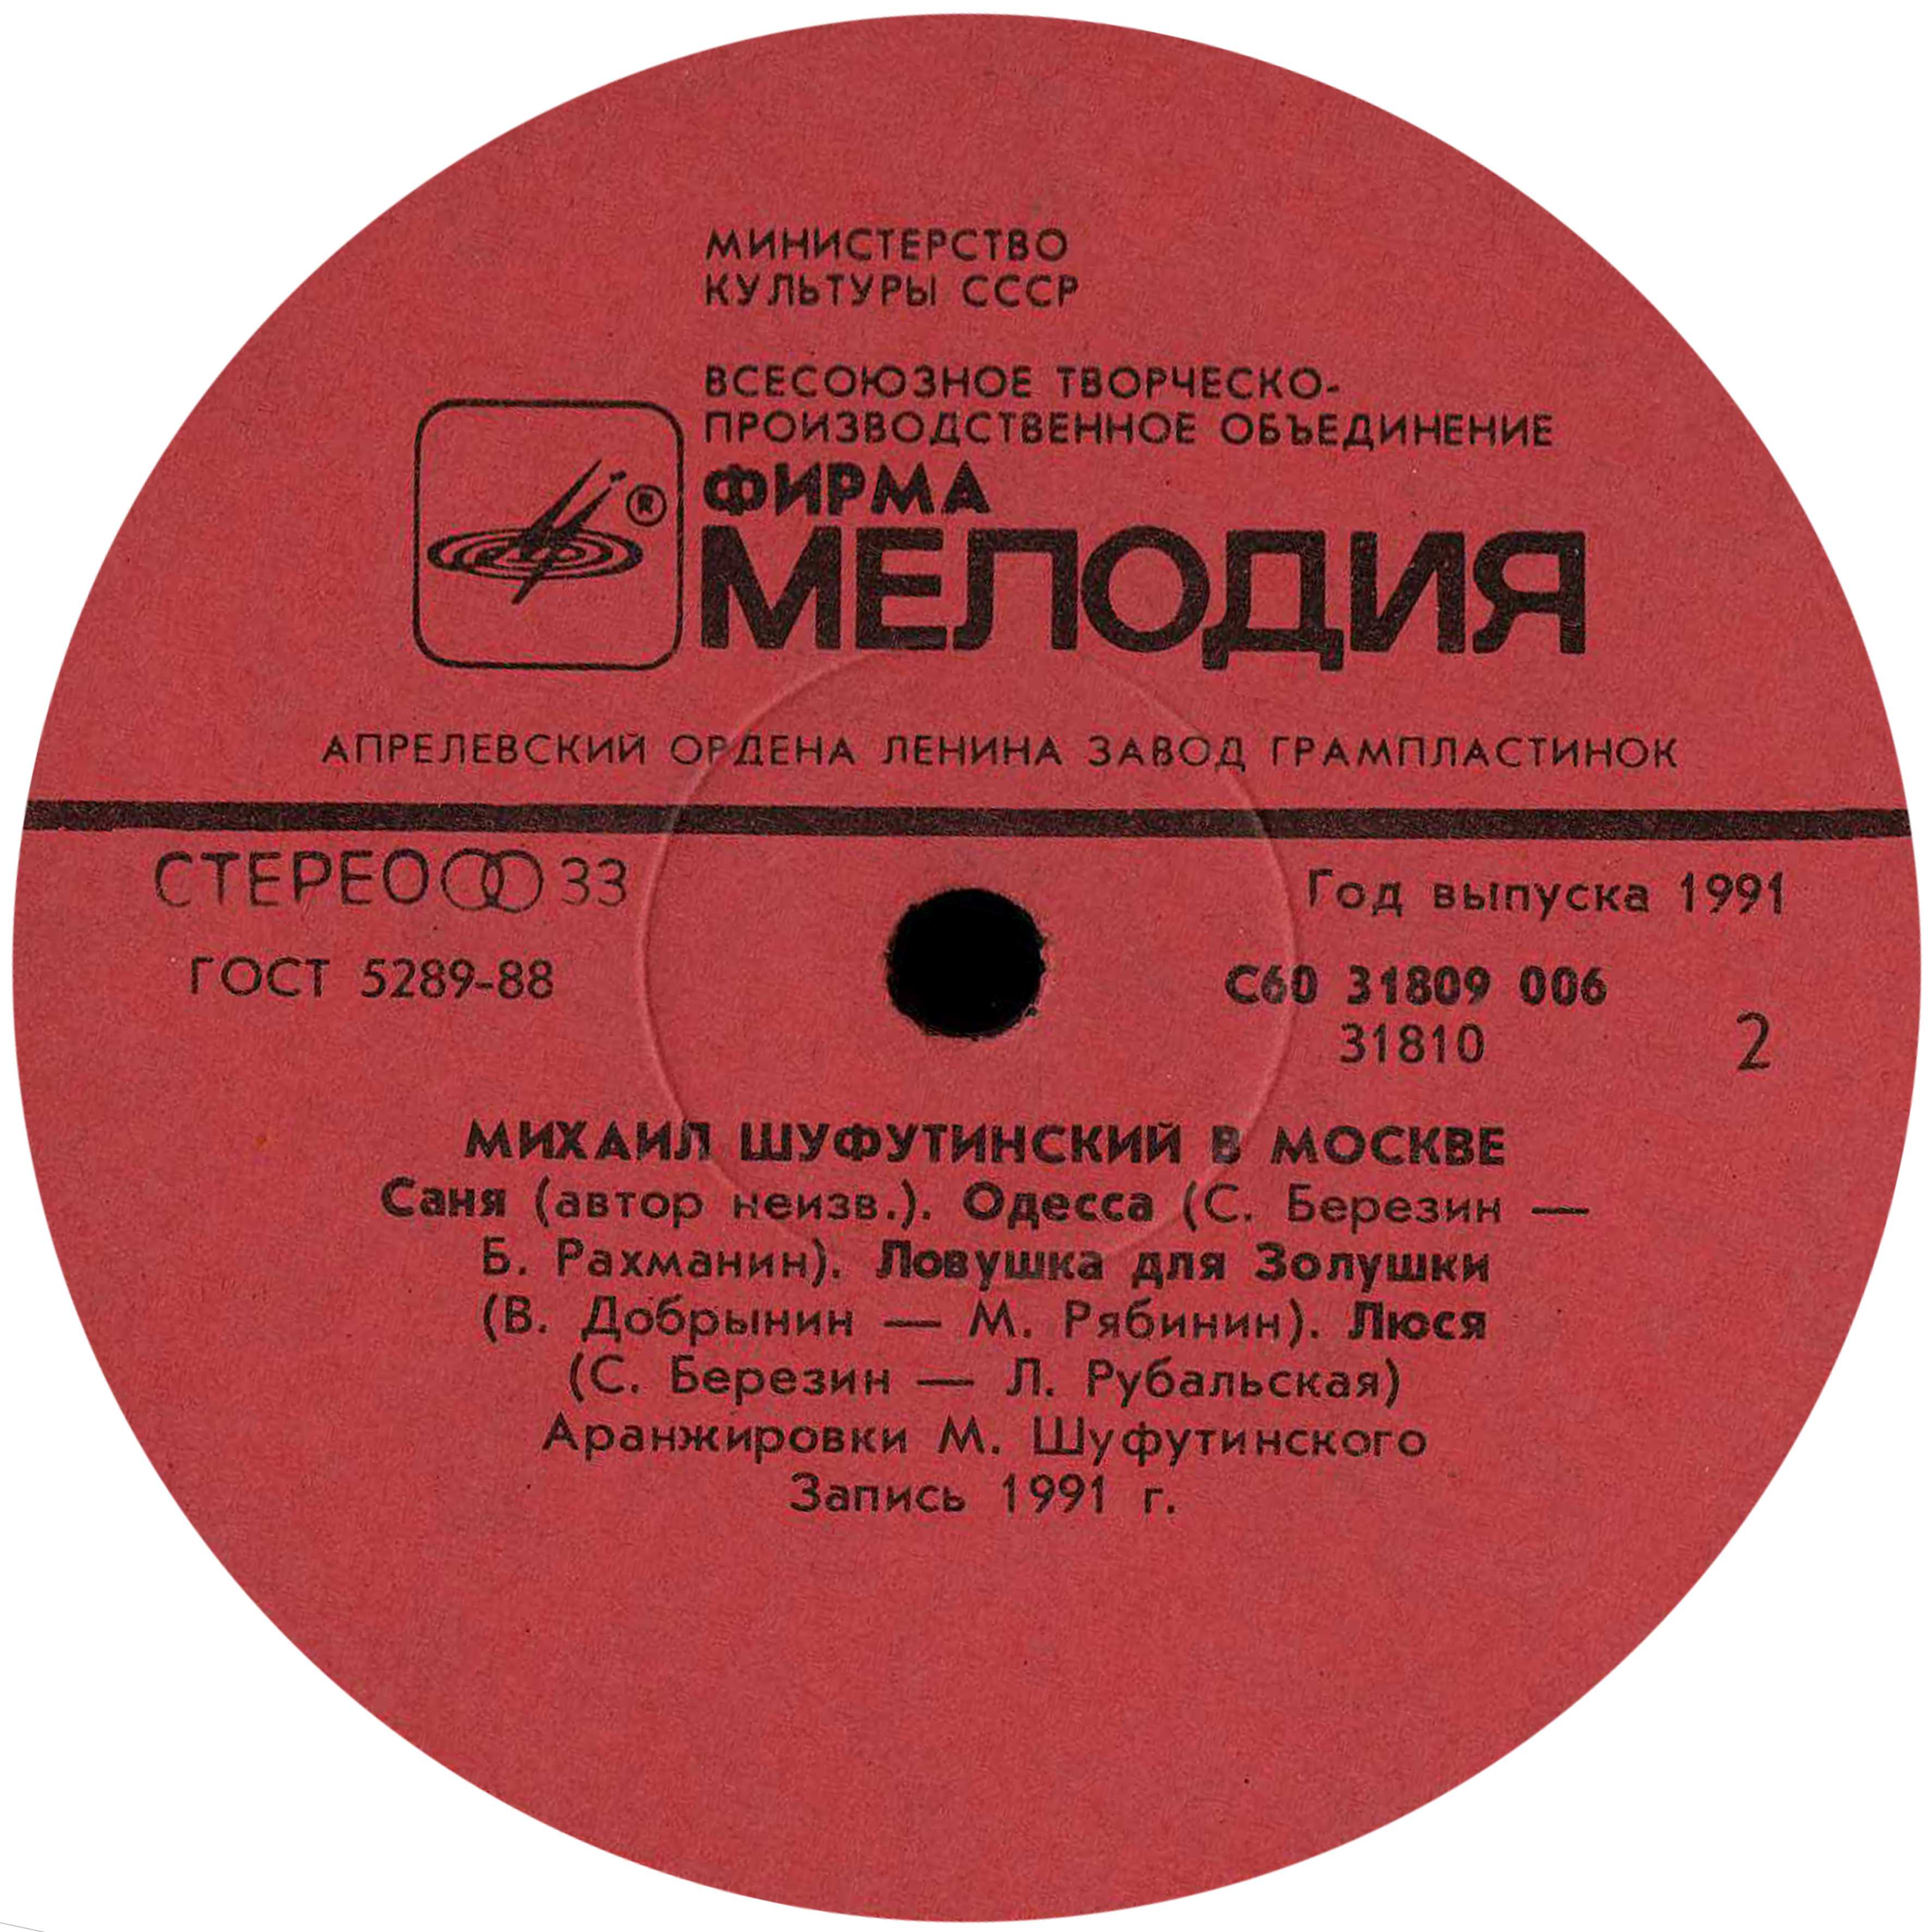 МИНИСТЕРСТВО
КУЛЬТУРЫ СССР
ВСЕСОЮЗНОЕ ТВОРЧЕСКО-
ПРОИЗВОДСТВЕННОЕ ОБЪЕДИНЕНИЕ
ФИРМА
®
МЕЛОДИЯ
АПРЕЛЕВСКИЙ ОРДЕНА ЛЕНИНА ЗАВОД ГРАМПЛАСТИНОК
СТЕРЕО 33
Год выпуска 1991
ГОСТ 5289-88
С60 31809 006
31810
2
МИХАИЛ ШУФУТИНСКИЙ В МОСКВЕ
Саня (автор неизв.). Одесса (С. Березин —
Б. Рахманин). Ловушка для Золушки
(В. Добрынин — М. Рябинин). Люся
(С. Березин — Л. Рубальская)
Аранжировки М. Шуфутинского
Запись 1991 г.